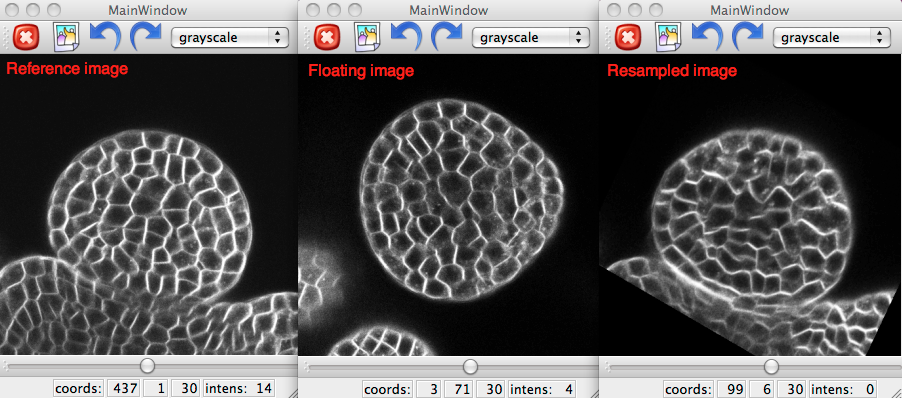 MainWindow
grayscale
Reference image
coords: 437 1 30 intens: 14
MainWindow
grayscale
Floating image
coords: 3 71 30 intens: 4
MainWindow
grayscale
Resampled image
coords: 99 6 30 intens: 0